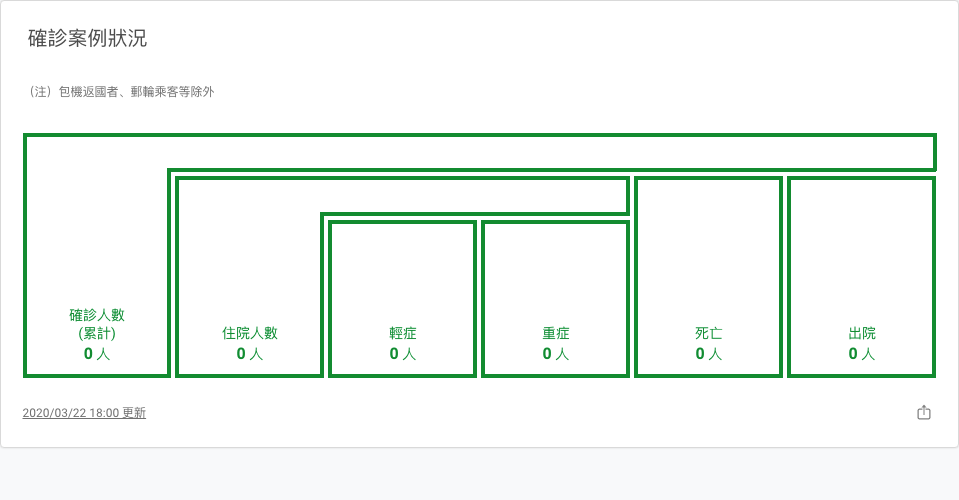 確診案例狀況
（注）包機返國者、郵輪乘客等除外
確診人數
(累計)
0 人
住院人數
0 人
輕症
0 人
重症
0 人
死亡
0 人
出院
0 人
2020/03/22 18:00 更新